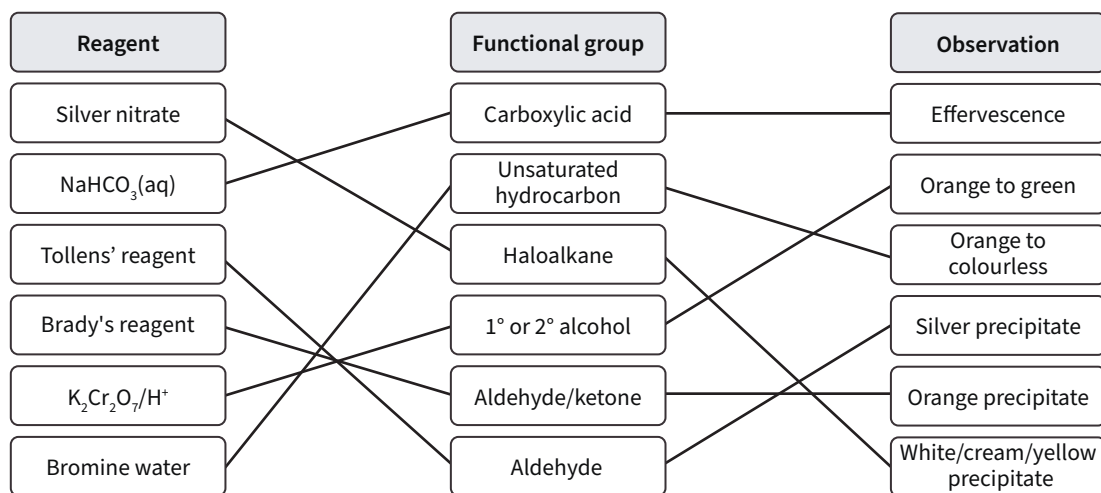 Reagent
Silver nitrate
NaHCO₃(aq)
Tollens’ reagent
Brady's reagent
K₂Cr₂O₇/H⁺
Bromine water
Functional group
Carboxylic acid
Unsaturated
hydrocarbon
Haloalkane
1° or 2° alcohol
Aldehyde/ketone
Aldehyde
Observation
Effervescence
Orange to green
Orange to
colourless
Silver precipitate
Orange precipitate
White/cream/yellow
precipitate